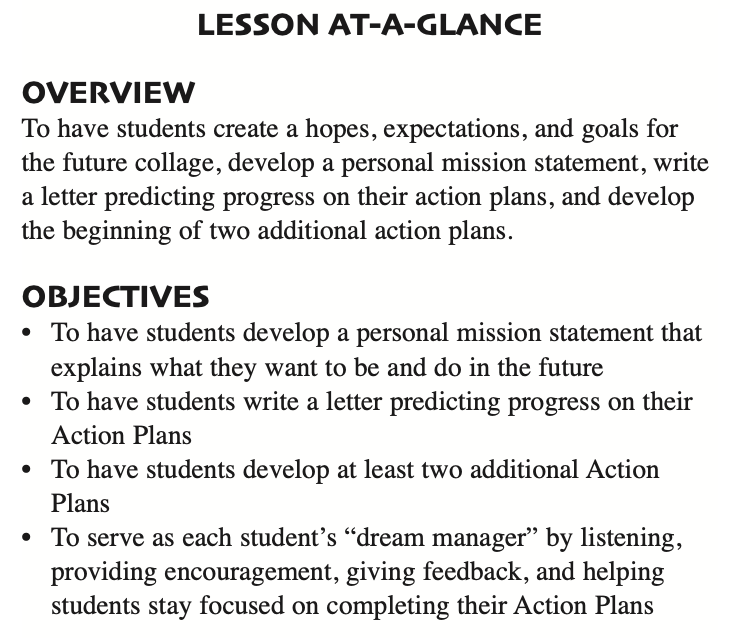 LESSON AT-A-GLANCE
OVERVIEW
To have students create a hopes, expectations, and goals for
the future collage, develop a personal mission statement, write
a letter predicting progress on their action plans, and develop
the beginning of two additional action plans.
OBJECTIVES
• To have students develop a personal mission statement that
explains what they want to be and do in the future
• To have students write a letter predicting progress on their
Action Plans
• To have students develop at least two additional Action
Plans
• To serve as each student’s “dream manager” by listening,
providing encouragement, giving feedback, and helping
students stay focused on completing their Action Plans